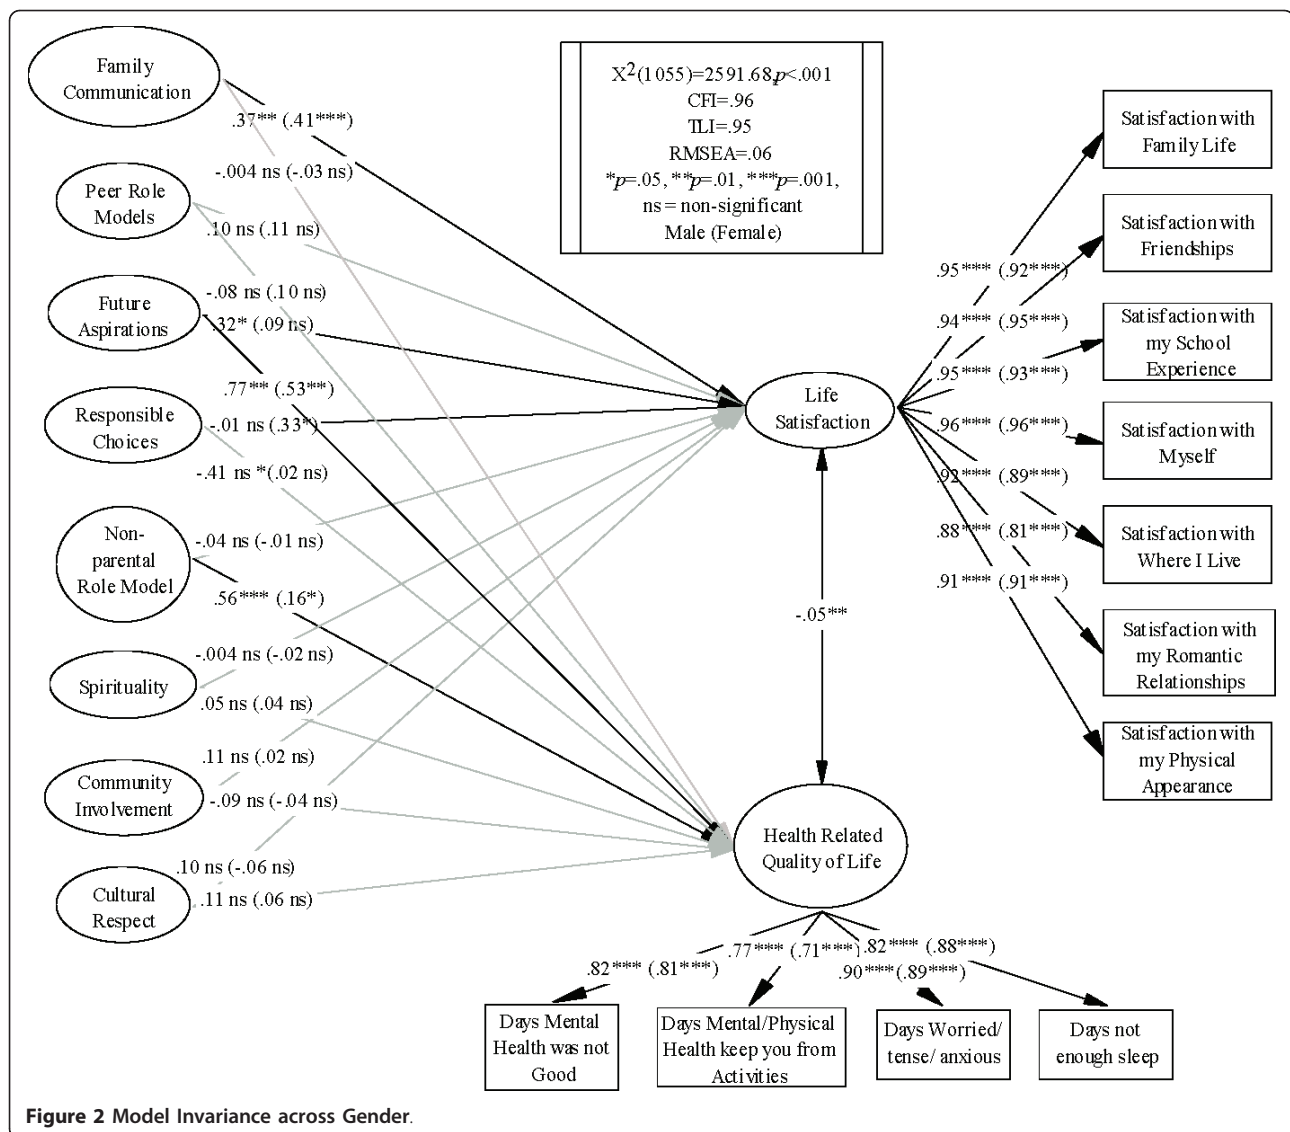 Family
Communication
Peer Role
Models
Future
Aspirations
Responsible
Choices
Non-
parental
Role Model
Spirituality
Community
Involvement
Cultural
Respect
.37** (.41***)
-.004 ns (-.03 ns)
.10 ns (.11 ns)
-.08 ns (.10 ns)
.32* (.09 ns)
.77** (.53**)
-.01 ns (.33*)
-.41 ns *(.02 ns)
-.04 ns (-.01 ns)
.56*** (.16*)
-.004 ns (-.02 ns)
.05 ns (.04 ns)
.11 ns (.02 ns)
-.09 ns (-.04 ns)
.10 ns (-.06 ns)
.11 ns (.06 ns)
X²(1055)=2591.68,p<.001
CFI=.96
TLI=.95
RMSEA=.06
*p=.05, **p=.01, ***p=.001,
ns = non-significant
Male (Female)
Life
Satisfaction
-.05**
Health Related
Quality of Life
.95*** (.92***)
.94*** (.95***)
.95*** (.93***)
.96*** (.96***)
.92*** (.89***)
.88*** (.81***)
.91*** (.91***)
Satisfaction with
Family Life
Satisfaction with
Friendships
Satisfaction with
my School
Experience
Satisfaction with
Myself
Satisfaction with
Where I Live
Satisfaction with
my Romantic
Relationships
Satisfaction with
my Physical
Appearance
.82*** (.81***)
.77*** (.71***)
.90***(.89***)
.82*** (.88***)
Days Mental
Health was not
Good
Days Mental/Physical
Health keep you from
Activities
Days Worried/
tense/ anxious
Days not
enough sleep
Figure 2 Model Invariance across Gender.